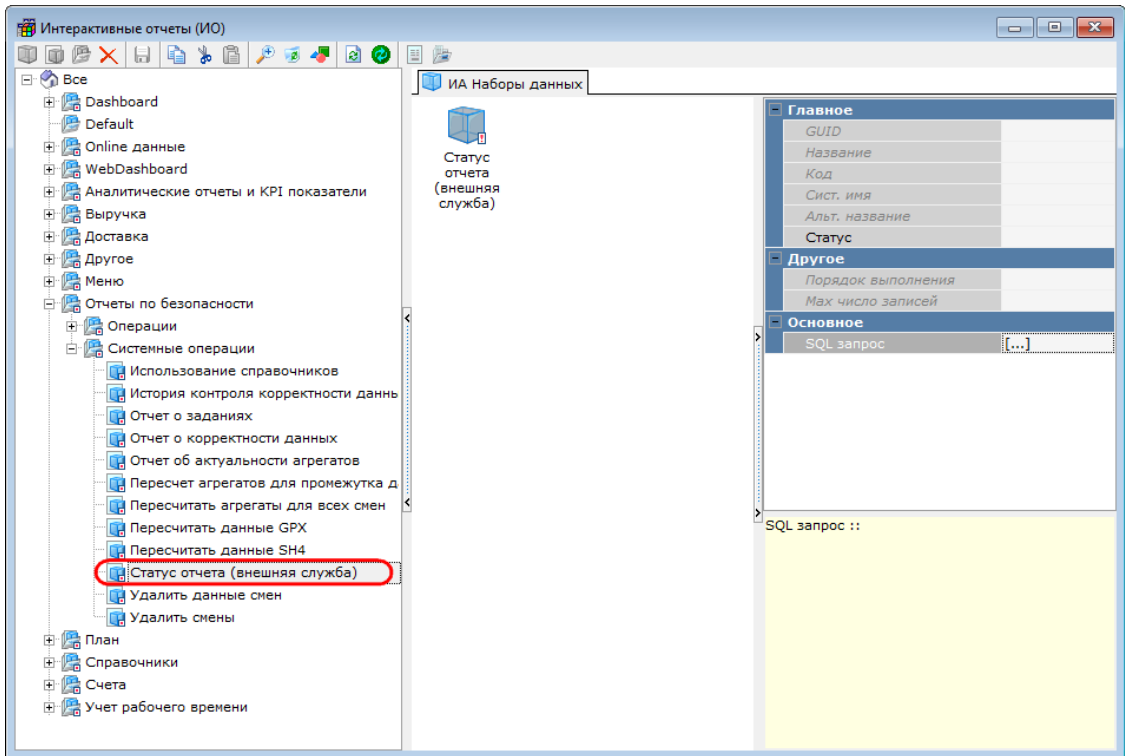 Интерактивные отчеты (ИО)
Все
Dashboard
Default
Online данные
WebDashboard
Аналитические отчеты и KPI показатели
Выручка
Доставка
Другое
Меню
Отчеты по безопасности
Операции
Системные операции
Использование справочников
История контроля корректности даннь
Отчет о заданиях
Отчет о корректности данных
Отчет об актуальности агрегатов
Пересчет агрегатов для промежутка д
Пересчитать агрегаты для всех смен
Пересчитать данные GPX
Пересчитать данные SH4
Статус отчета (внешняя служба)
Удалить данные смен
Удалить смены
План
Справочники
Счета
Учет рабочего времени
ИА Наборы данных
Статус
отчета
(внешняя
служба)
Главное
GUID
Название
Код
Сист. имя
Альт. название
Статус
Другое
Порядок выполнения
Max число записей
Основное
SQL запрос [...]
SQL запрос ::